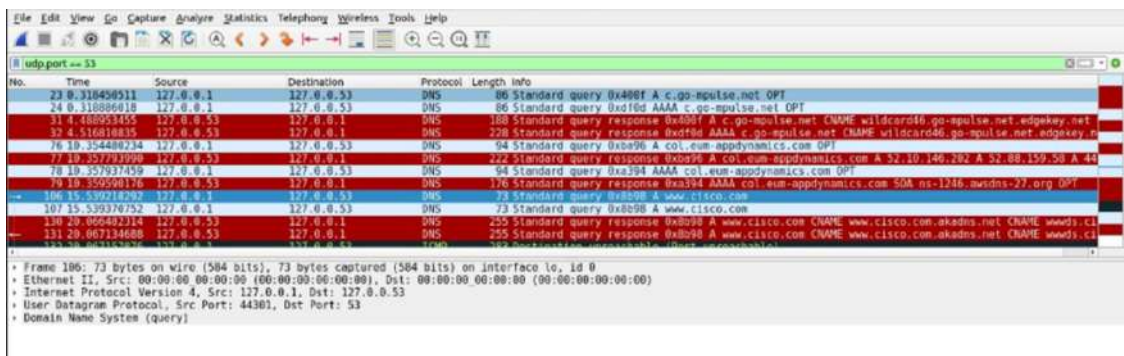 File Edit View Go Capture Analyze Statistics Telephony Wireless Tools Help
udp.port == 53
No. Time Source Destination Protocol Length Info
23 0.318450511 127.0.0.1 127.0.0.53 DNS 86 Standard query 0x400f A c.go-mpulse.net OPT
24 0.318886018 127.0.0.1 127.0.0.53 DNS 86 Standard query 0xdf0d AAAA c.go-mpulse.net OPT
31 4.488953455 127.0.0.53 127.0.0.1 DNS 188 Standard query response 0x400f A c.go-mpulse.net CNAME wildcard46.go-mpulse.net.edgekey.net
32 4.516810835 127.0.0.53 127.0.0.1 DNS 228 Standard query response 0xdf0d AAAA c.go-mpulse.net CNAME wildcard46.go-mpulse.net.edgekey.n
76 10.354480234 127.0.0.1 127.0.0.53 DNS 94 Standard query 0xba96 A col.eum-appdynamics.com OPT
77 10.357793990 127.0.0.53 127.0.0.1 DNS 222 Standard query response 0xba96 A col.eum-appdynamics.com A 52.10.146.202 A 52.88.159.58 A 44
78 10.357937459 127.0.0.1 127.0.0.53 DNS 94 Standard query 0xa394 AAAA col.eum-appdynamics.com OPT
79 10.359590176 127.0.0.53 127.0.0.1 DNS 176 Standard query response 0xa394 AAAA col.eum-appdynamics.com SOA ns-1246.awsdns-27.org OPT
106 15.539218292 127.0.0.1 127.0.0.53 DNS 73 Standard query 0x8b98 A www.cisco.com
107 15.539370752 127.0.0.1 127.0.0.53 DNS 73 Standard query 0x8b98 A www.cisco.com
130 20.066402314 127.0.0.53 127.0.0.1 DNS 255 Standard query response 0x8b98 A www.cisco.com CNAME www.cisco.com.akadns.net CNAME wwwds.ci
131 20.067134688 127.0.0.53 127.0.0.1 DNS 255 Standard query response 0x8b98 A www.cisco.com CNAME www.cisco.com.akadns.net CNAME wwwds.ci
127.0.0.1 127.0.0.53 ICMP 283 Destination unreachable (Port unreachable)
Frame 106: 73 bytes on wire (584 bits), 73 bytes captured (584 bits) on interface lo, id 0
Ethernet II, Src: 00:00:00_00:00:00 (00:00:00:00:00:00), Dst: 00:00:00_00:00:00 (00:00:00:00:00:00)
Internet Protocol Version 4, Src: 127.0.0.1, Dst: 127.0.0.53
User Datagram Protocol, Src Port: 44301, Dst Port: 53
Domain Name System (query)